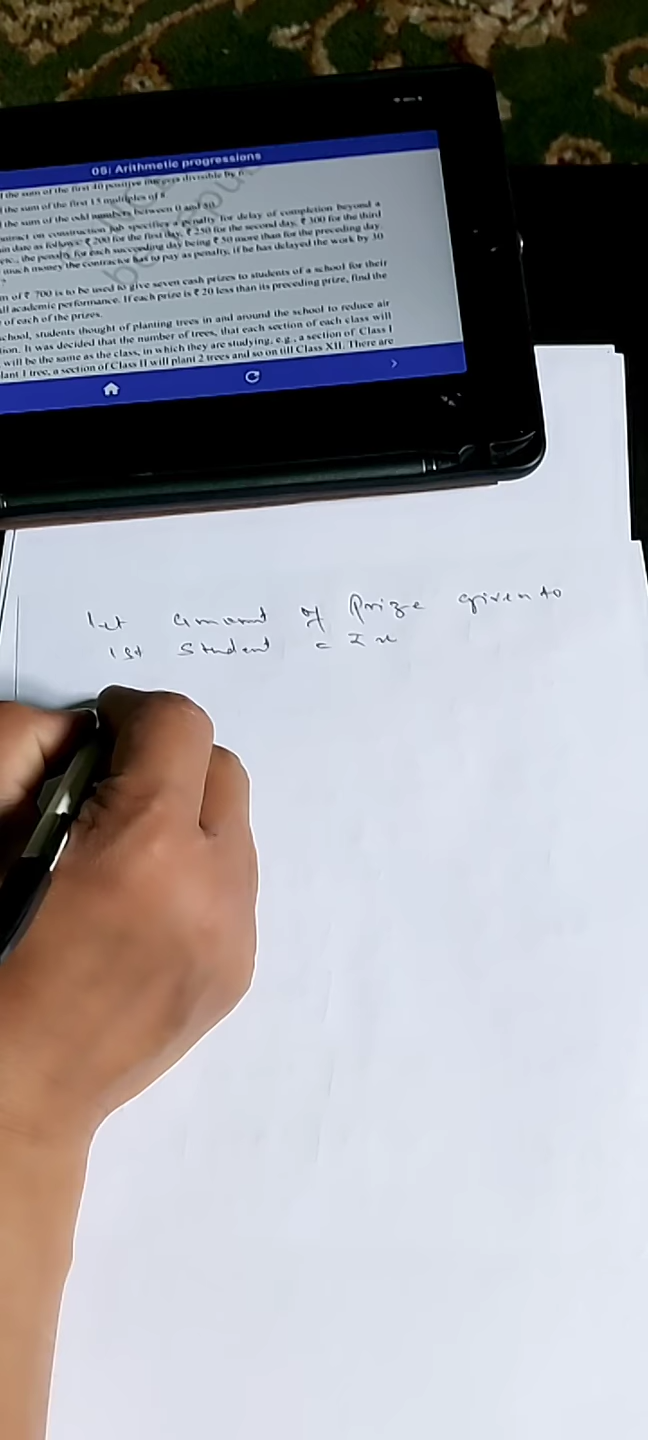 05| Arithmetic progressions
the sum of the first 40 positive integers divisible by 6.
the sum of the first 15 multiples of 8.
the sum of the odd numbers between 0 and 50.
ontract on construction job specifies a penalty for delay of completion beyond a
in date as follows: ₹ 200 for the first day, ₹ 250 for the second day, ₹ 300 for the third
etc., the penalty for each succeeding day being ₹ 50 more than for the preceding day.
much money the contractor has to pay as penalty, if he has delayed the work by 30
m of ₹ 700 is to be used to give seven cash prizes to students of a school for their
all academic performance. If each prize is ₹ 20 less than its preceding prize, find the
of each of the prizes.
school, students thought of planting trees in and around the school to reduce air
tion. It was decided that the number of trees, that each section of each class will
will be the same as the class, in which they are studying, e.g., a section of Class I
lant 1 tree, a section of Class II will plant 2 trees and so on till Class XII. There are
let amount of Prize given to
1st Student = ₹ x